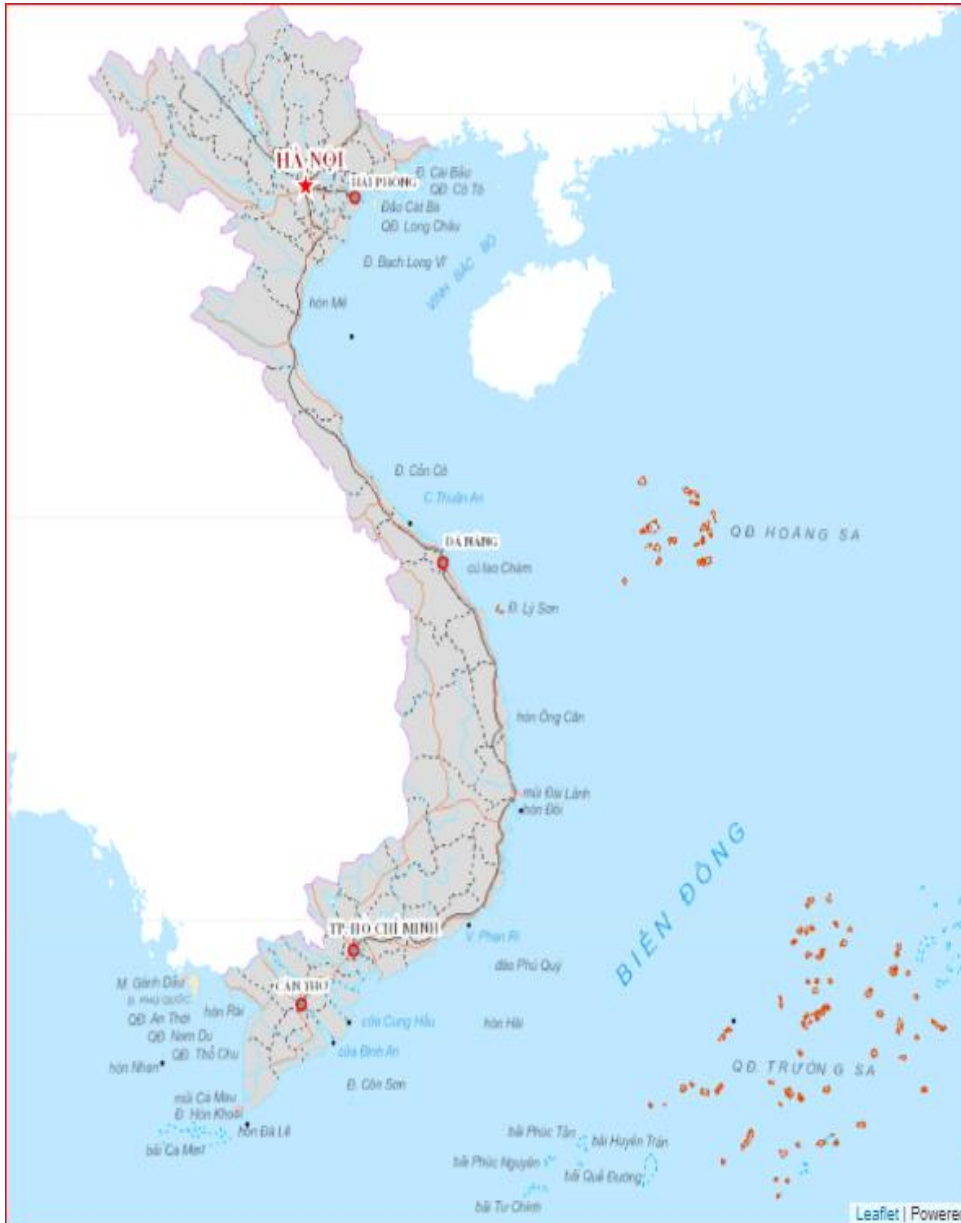 HÀ NỘI
HẢI PHÒNG
Đ. Cái Bầu
QĐ. Cô Tô
Đảo Cát Bà
QĐ. Long Châu
Đ. Bạch Long Vĩ
VỊNH BẮC BỘ
hòn Mê
Đ. Cồn Cỏ
C. Thuận An
ĐÀ NẴNG
QĐ HOÀNG SA
cù lao Chàm
Đ. Lý Sơn
hòn Ông Căn
mũi Đại Lãnh
hòn Đôi
BIỂN ĐÔNG
TP. HỒ CHÍ MINH
V. Phan Rí
đảo Phú Quý
M. Gành Dầu
Đ. PHÚ QUỐC
CẦN THƠ
hòn Rái
QĐ. An Thới
cửa Cung Hầu
hòn Hải
QĐ. Nam Du
QĐ. Thổ Chu
cửa Định An
hòn Nhạn
QĐ. TRƯỜNG SA
Đ. Côn Sơn
mũi Cà Mau
Đ. Hòn Khoai
hòn Đá Lẻ
bãi Cà Mau
bãi Phúc Tần
bãi Huyền Trân
bãi Phúc Nguyên
bãi Quế Đường
bãi Tư Chính
Leaflet | Powere